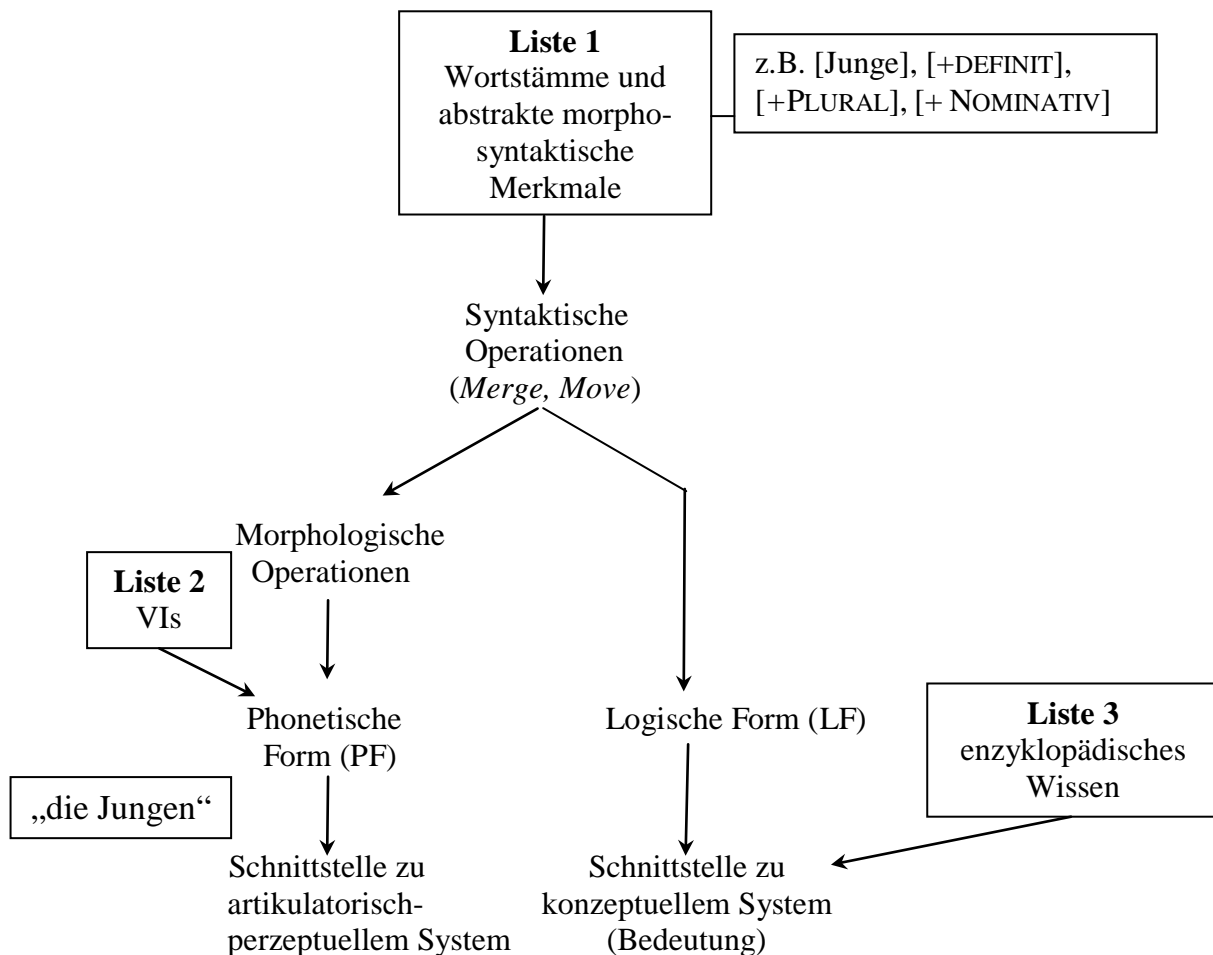 Liste 1
Wortstämme und
abstrakte morpho-
syntaktische
Merkmale
z.B. [Junge], [+DEFINIT],
[+PLURAL], [+ NOMINATIV]
Syntaktische
Operationen
(Merge, Move)
Morphologische
Operationen
Liste 2
VIs
Phonetische
Form (PF)
Logische Form (LF)
Liste 3
enzyklopädisches
Wissen
„die Jungen“
Schnittstelle zu
artikulatorisch-
perzeptuellem System
Schnittstelle zu
konzeptuellem System
(Bedeutung)